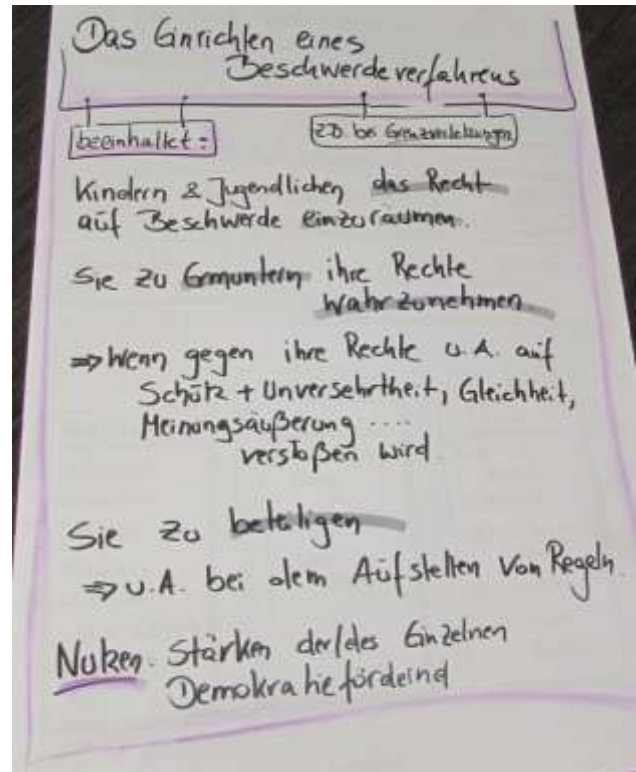 Das Einrichten eines
Beschwerdeverfahrens
beeinhaltet:
z.B. bei Grenzverletzungen
Kindern & Jugendlichen das Recht
auf Beschwerde einzuräumen.
Sie zu Ermuntern ihre Rechte
Wahrzunehmen
⇒ Wenn gegen ihre Rechte u.A. auf
Schutz + Unversehrtheit, Gleichheit,
Meinungsäußerung ....
verstoßen wird
Sie zu beteiligen
⇒ U.A. bei dem Aufstellen von Regeln.
Nutzen: Stärken der/des Einzelnen
Demokratiefördernd